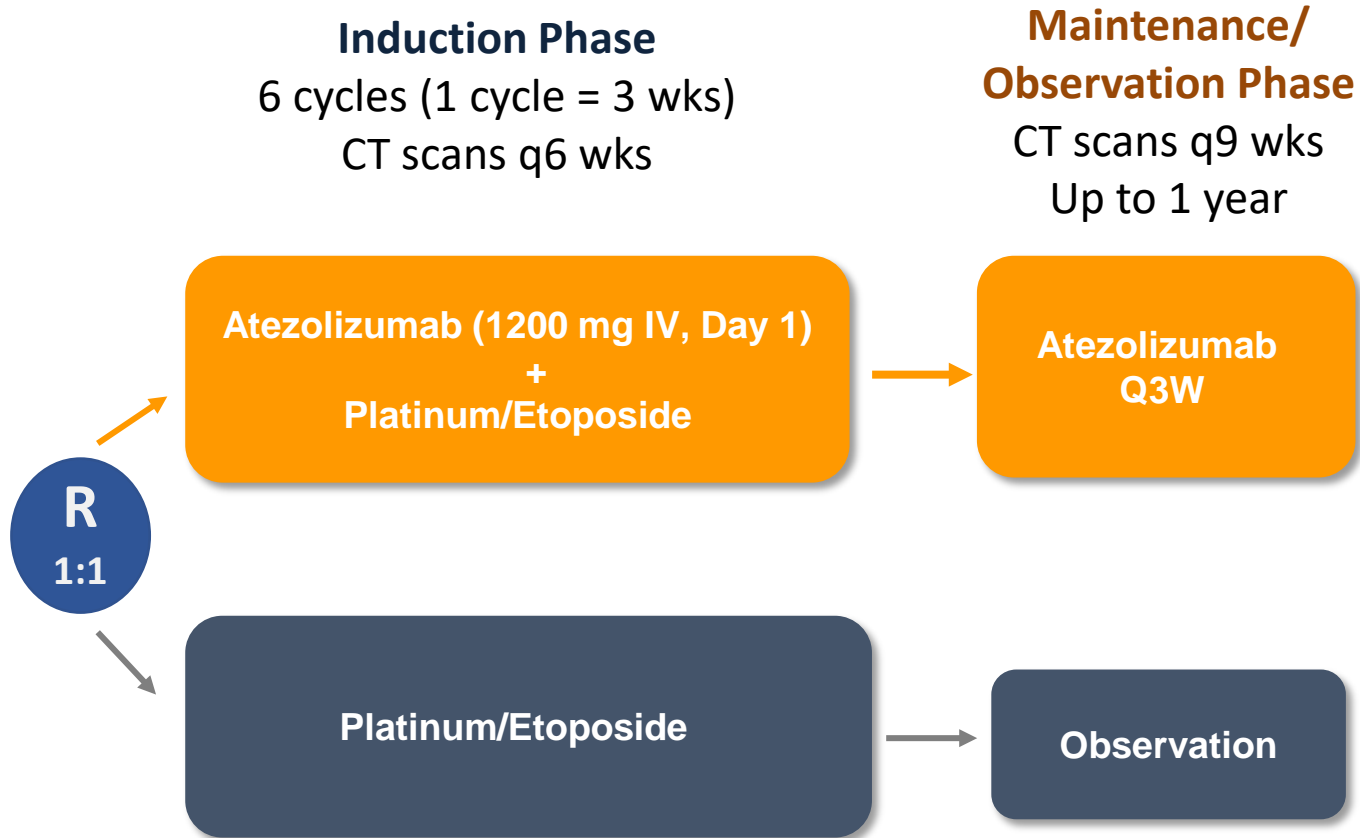 Induction Phase
6 cycles (1 cycle = 3 wks)
CT scans q6 wks
Maintenance/
Observation Phase
CT scans q9 wks
Up to 1 year
R
1:1
Atezolizumab (1200 mg IV, Day 1)
+
Platinum/Etoposide
Atezolizumab
Q3W
Platinum/Etoposide
Observation